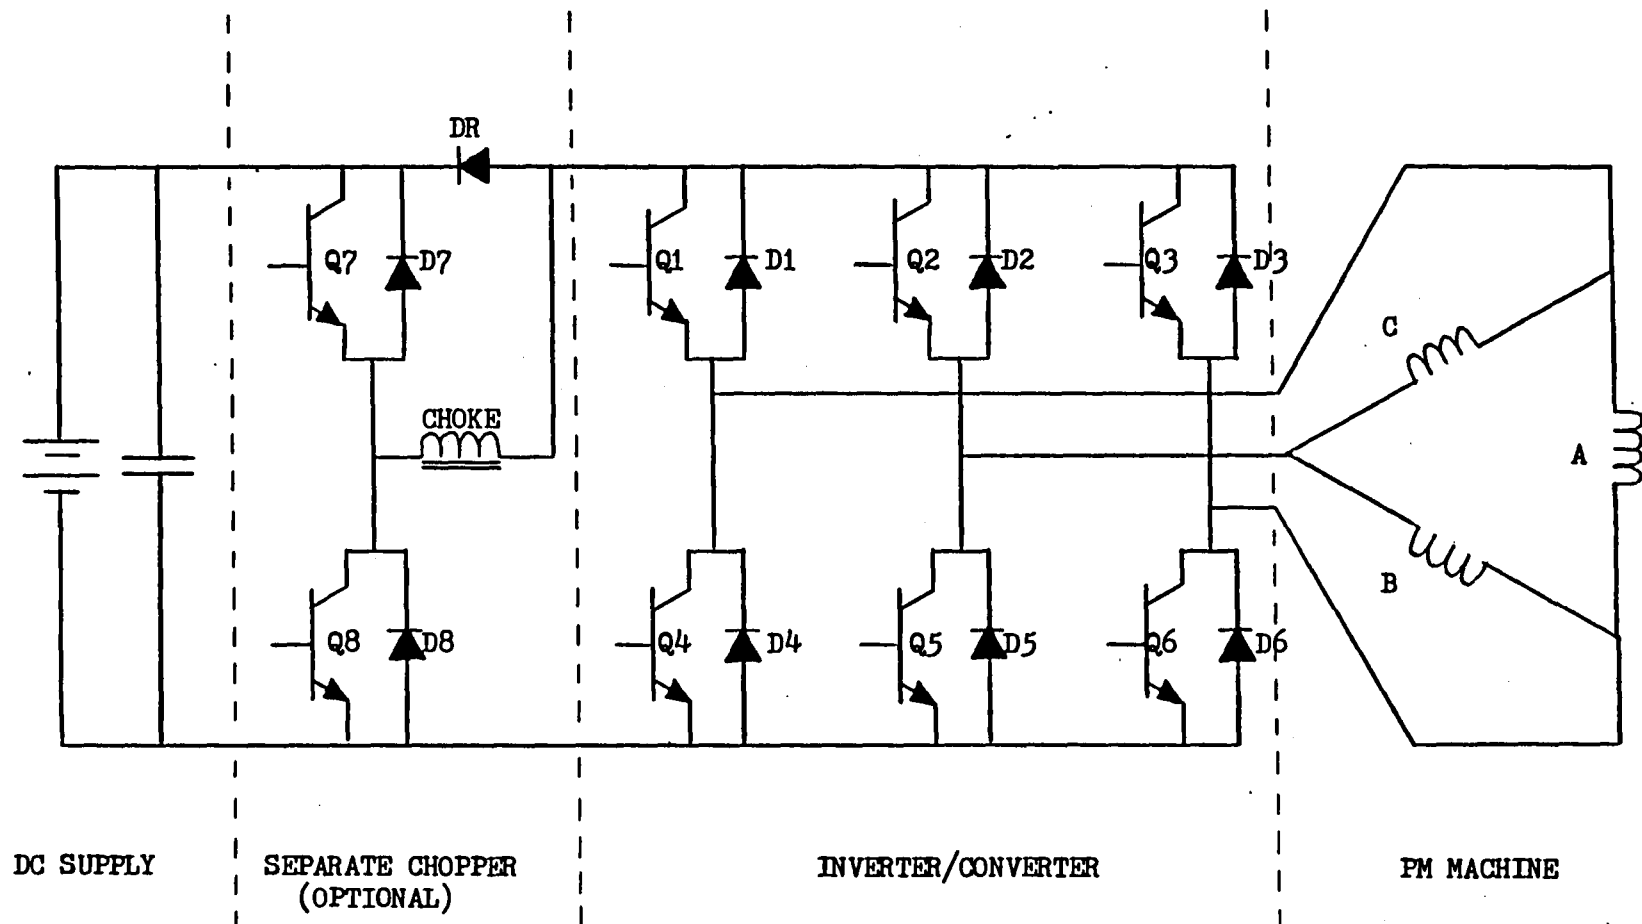 DR
Q7
D7
Q1
D1
Q2
D2
Q3
D3
C
CHOKE
A
B
Q8
D8
Q4
D4
Q5
D5
Q6
D6
DC SUPPLY
SEPARATE CHOPPER
(OPTIONAL)
INVERTER/CONVERTER
PM MACHINE